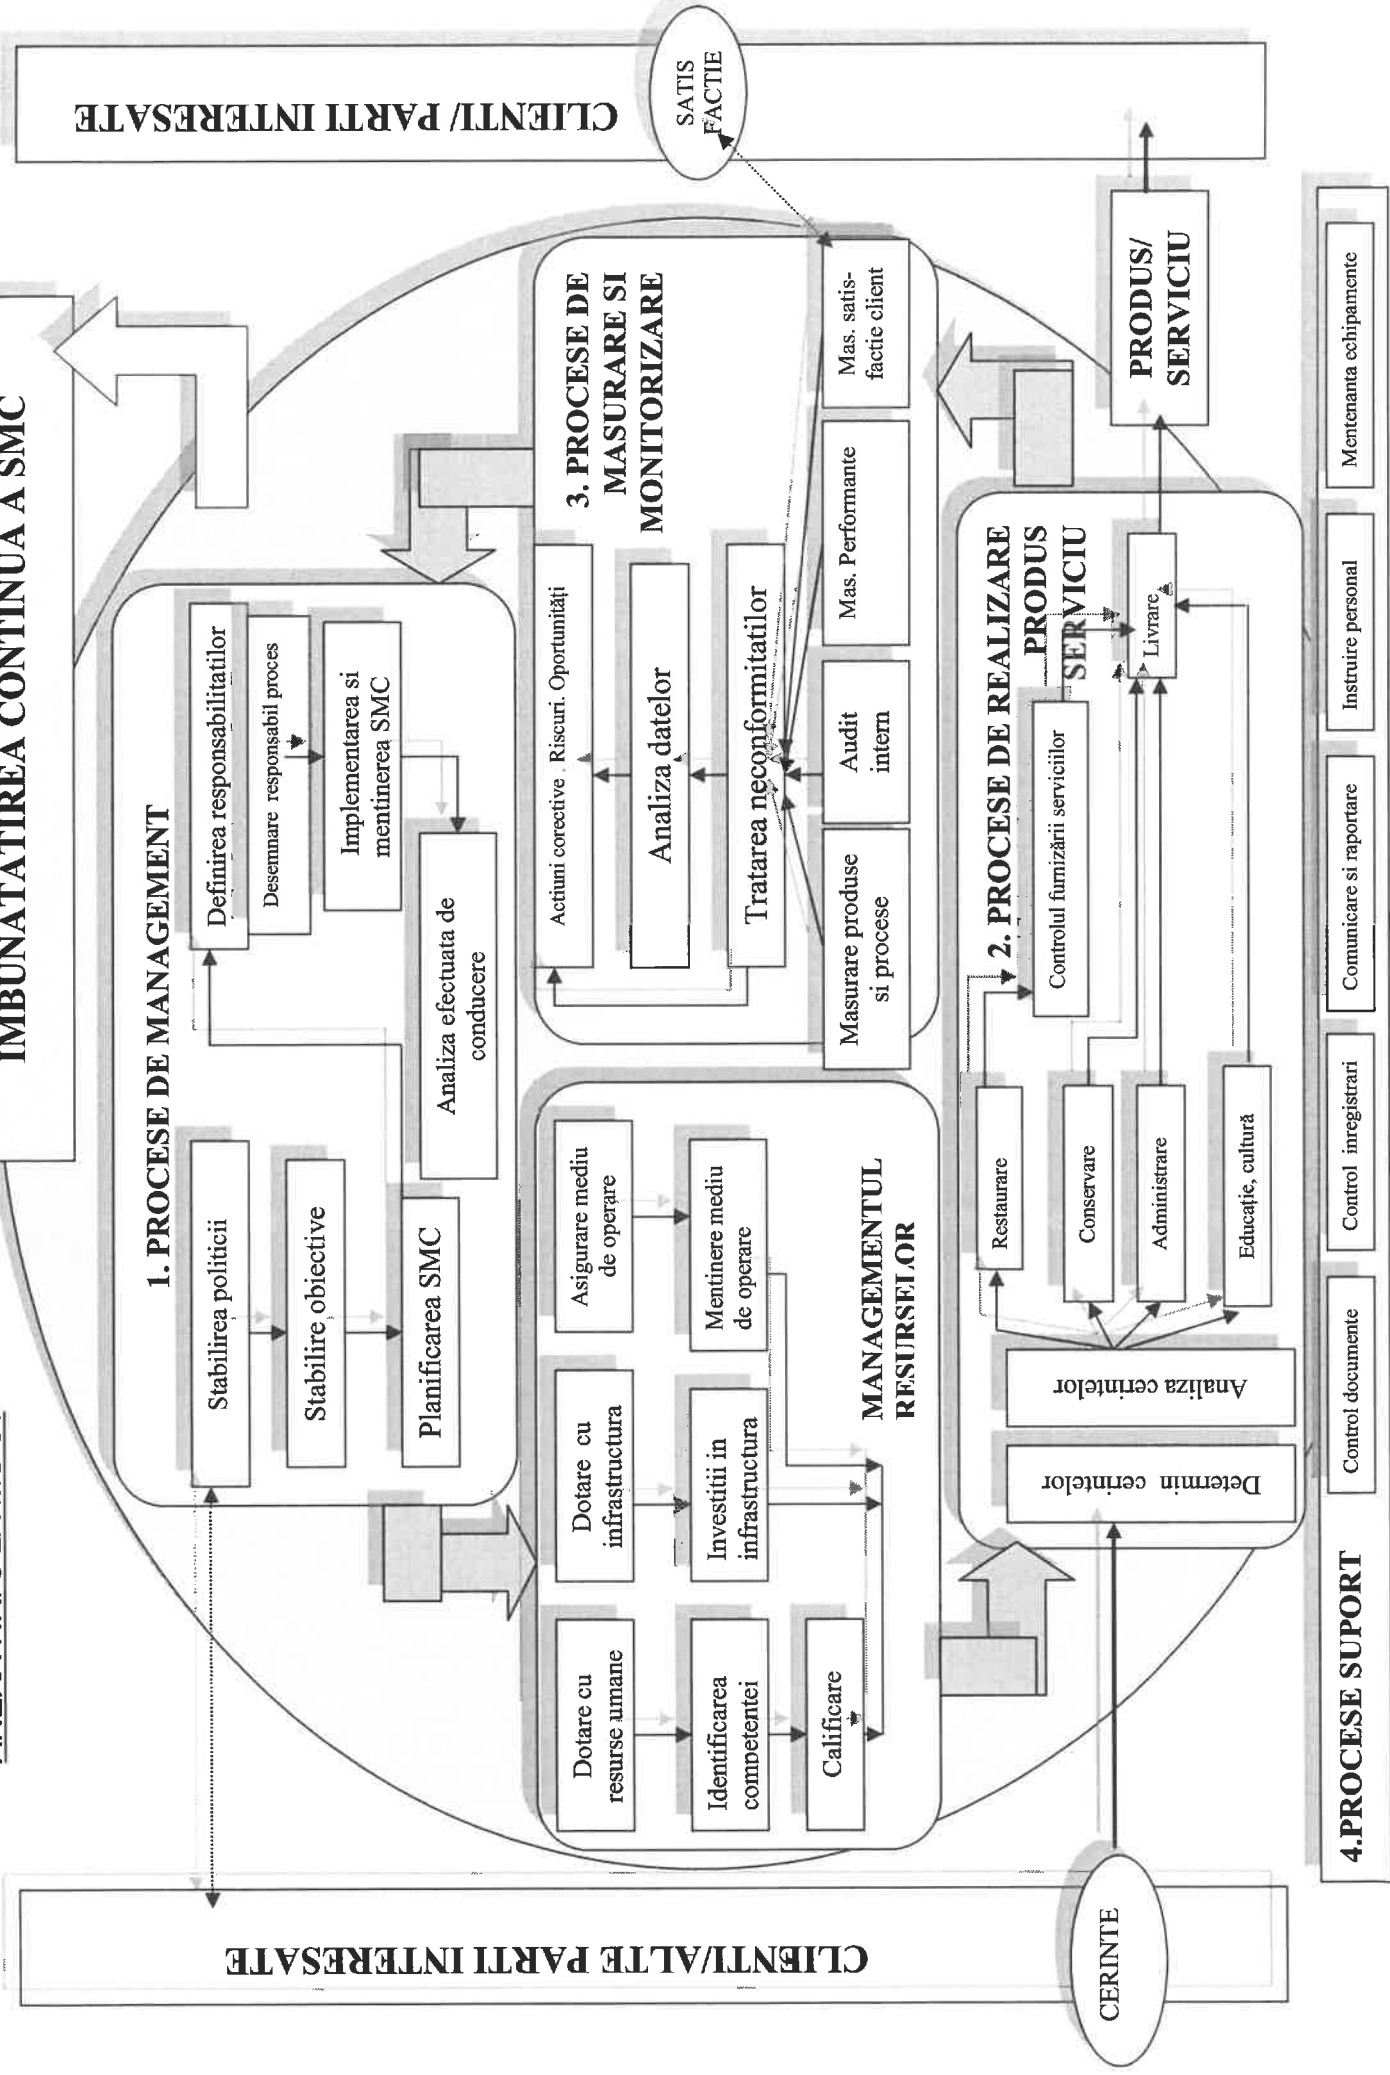 IMBUNATATIREA CONTINUA A SMC
CLIENTI/ALTE PARTI INTERESATE
CERINTE
1. PROCESE DE MANAGEMENT
Stabilirea politicii
Stabilire obiective
Planificarea SMC
Definirea responsabilitatilor
Desemnare responsabil proces
Implementarea si
mentinerea SMC
Analiza efectuata de
conducere
Dotare cu
resurse umane
Identificarea
competentei
Calificare
Dotare cu
infrastructura
Investitii in
infrastructura
Asigurare mediu
de operare
Mentinere mediu
de operare
MANAGEMENTUL
RESURSELOR
3. PROCESE DE
MASURARE SI
MONITORIZARE
Actiuni corective . Riscuri. Oportunități
Analiza datelor
Tratarea neconformitatilor
Masurare produse
si procese
Audit
intern
Mas. Performante
Mas. satis-
factie client
2. PROCESE DE REALIZARE
PRODUS
SERVICIU
Determin cerintelor
Analiza cerintelor
Restaurare
Conservare
Administrare
Educație, cultură
Controlul furnizării serviciilor
Livrare
PRODUS/
SERVICIU
CLIENTI/ PARTI INTERESATE
SATIS
FACTIE
4.PROCESE SUPORT
Control documente
Control inregistrari
Comunicare si raportare
Instruire personal
Mentenanta echipamente